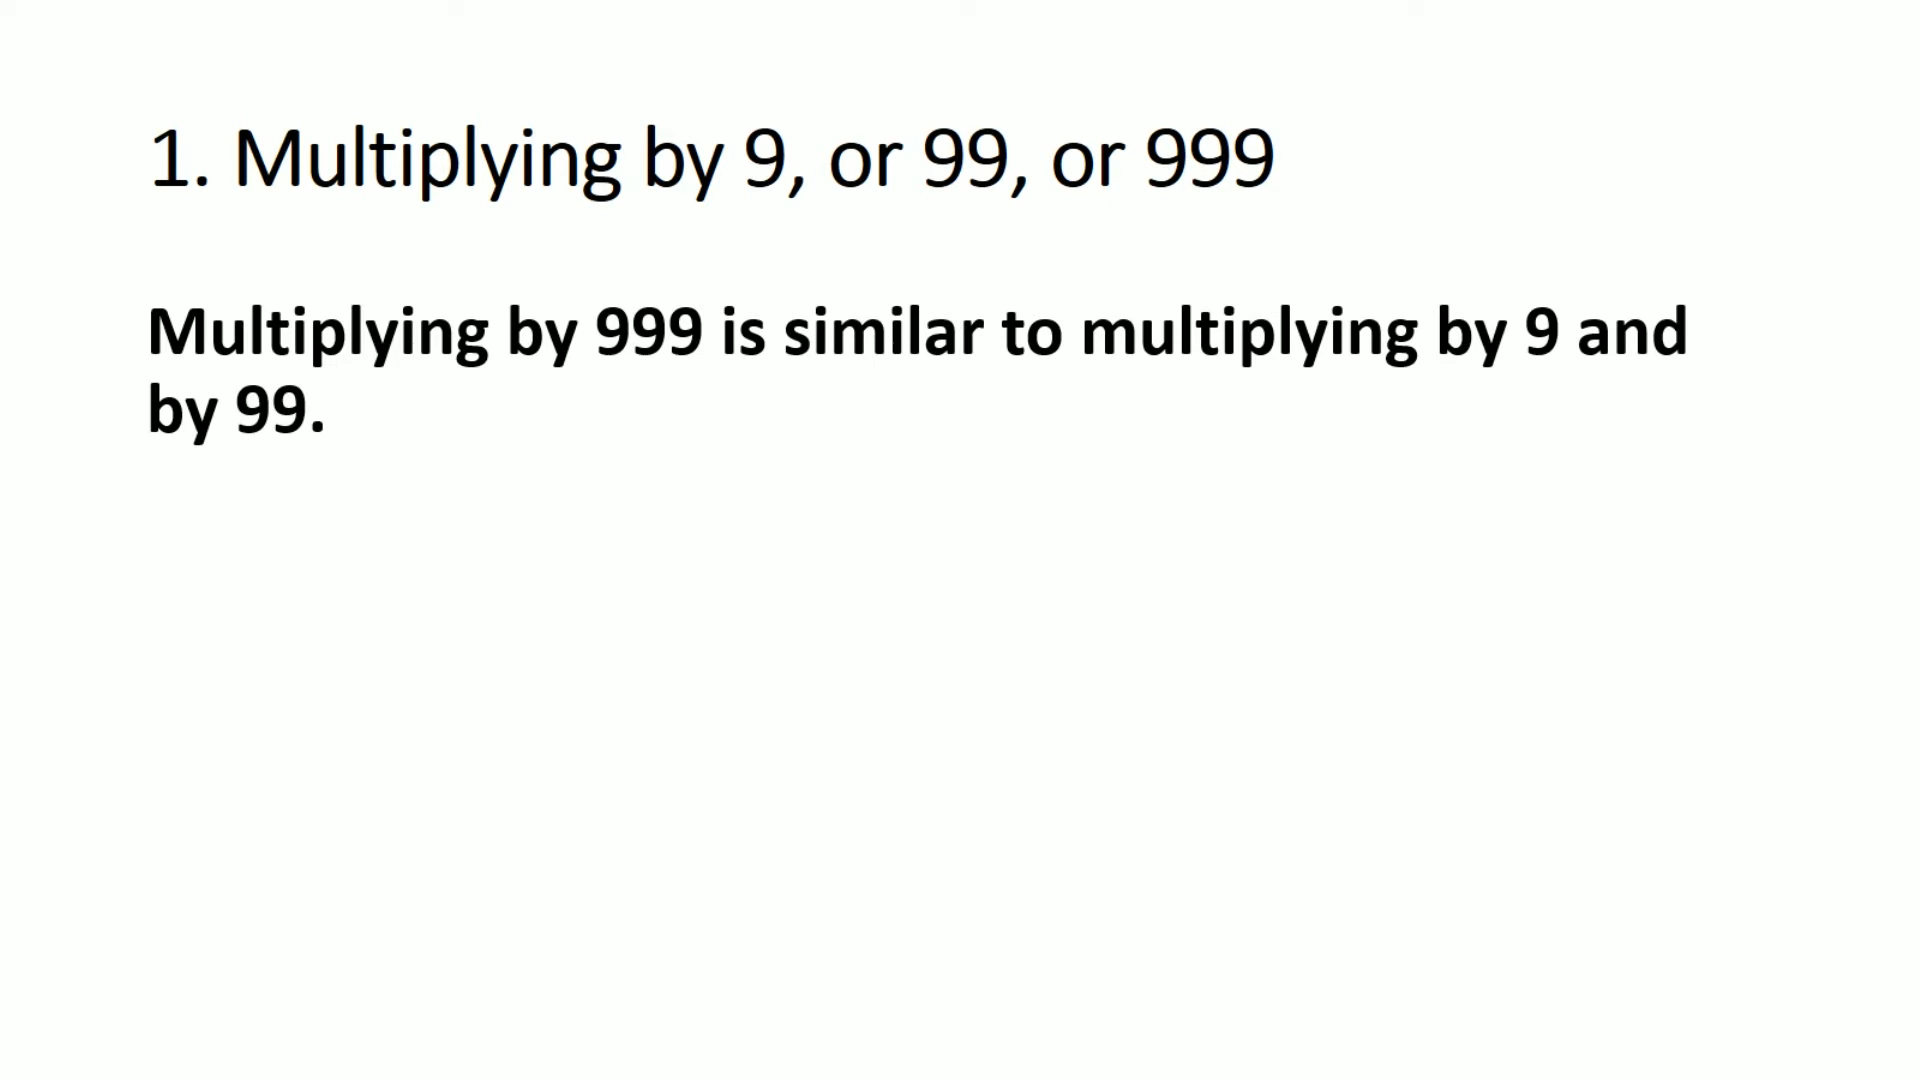 1. Multiplying by 9, or 99, or 999
Multiplying by 999 is similar to multiplying by 9 and
by 99.